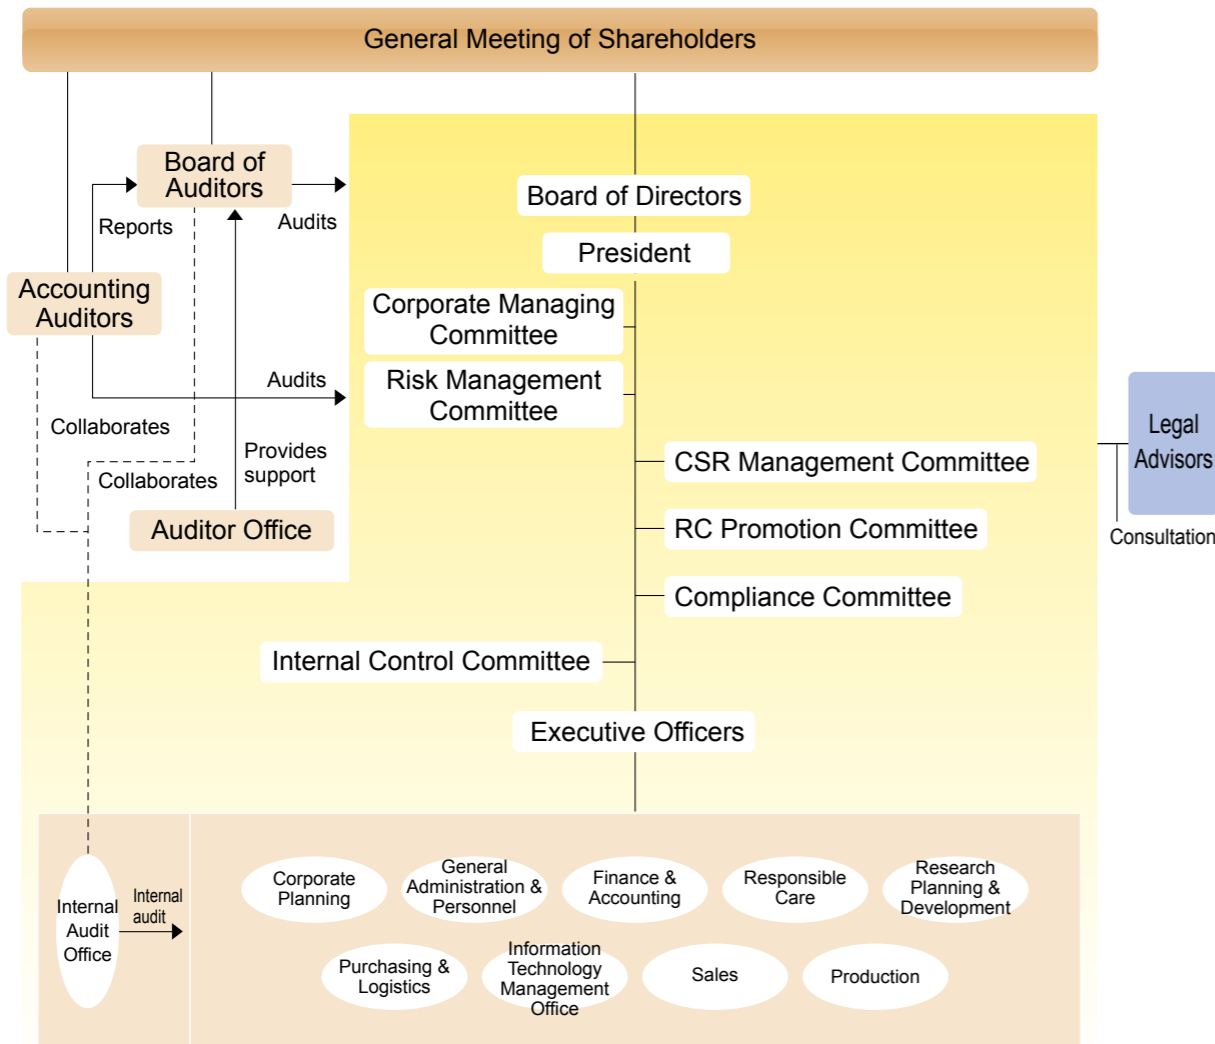 General Meeting of Shareholders
Board of
Auditors
Reports
Audits
Accounting
Auditors
Audits
Collaborates
Collaborates
Provides
support
Auditor Office
Board of Directors
President
Corporate Managing
Committee
Risk Management
Committee
CSR Management Committee
RC Promotion Committee
Compliance Committee
Internal Control Committee
Executive Officers
Legal
Advisors
Consultation
Internal
Audit
Office
Internal
audit
Corporate
Planning
General
Administration &
Personnel
Finance &
Accounting
Responsible
Care
Research
Planning &
Development
Purchasing &
Logistics
Information
Technology
Management
Office
Sales
Production